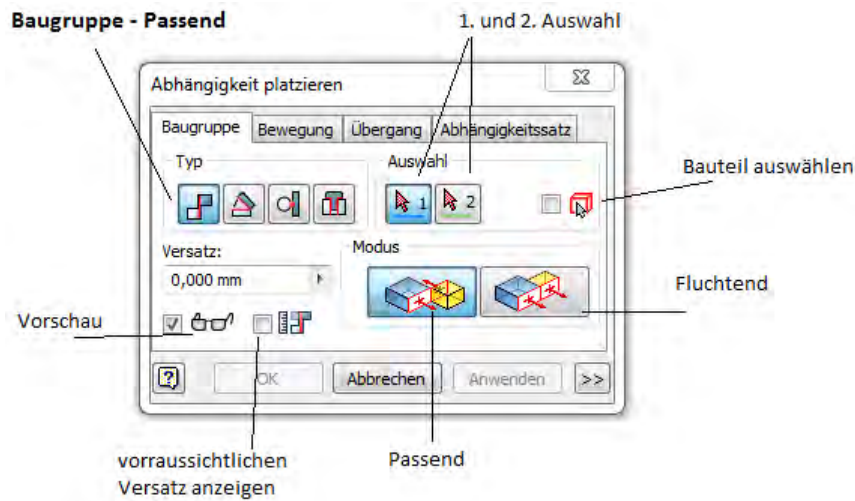 Baugruppe - Passend
1. und 2. Auswahl
Abhängigkeit platzieren
Baugruppe Bewegung Übergang Abhängigkeitssatz
Typ
Auswahl
1 2
Bauteil auswählen
Versatz:
Modus
0,000 mm
Fluchtend
Vorschau
OK Abbrechen Anwenden >>
vorraussichtlichen
Versatz anzeigen
Passend